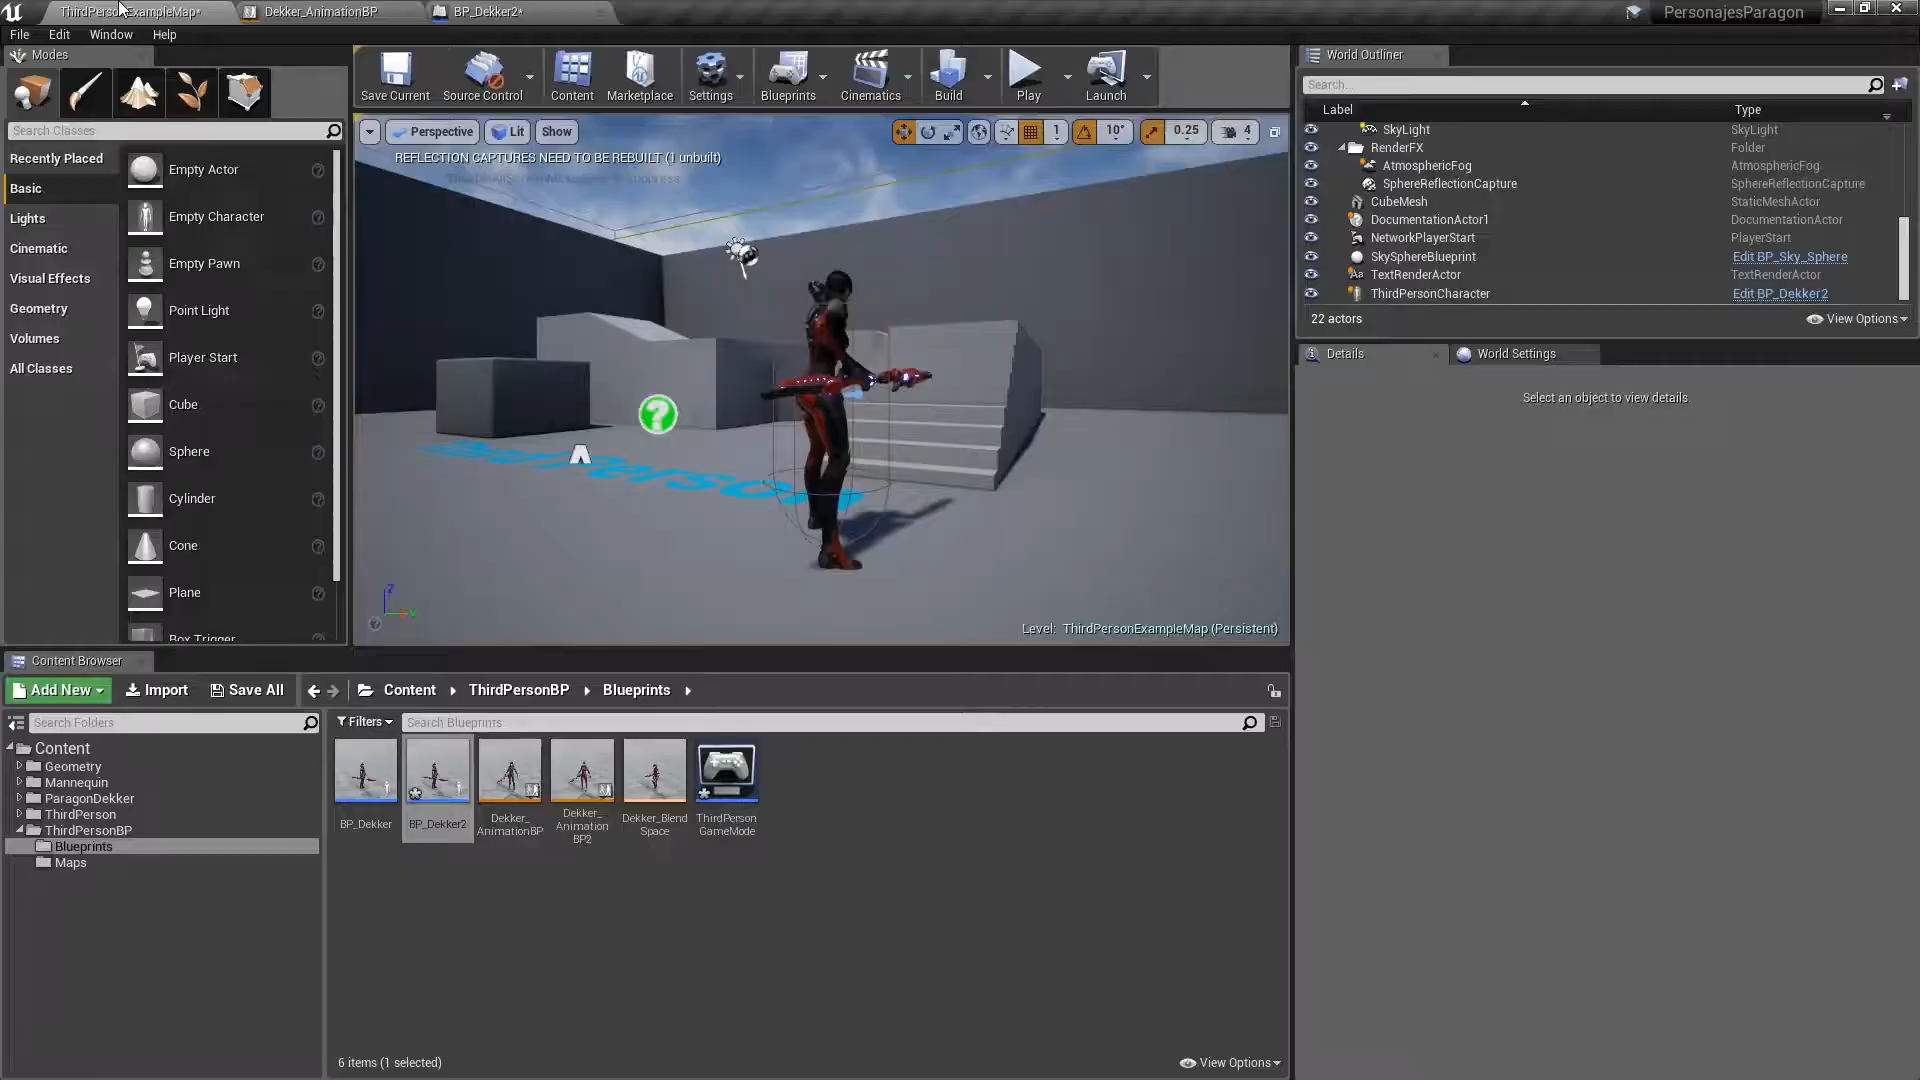 ThirdPersonExampleMap*
Dekker_AnimationBP
BP_Dekker2*
PersonajesParagon
File
Edit
Window
Help
Modes
Save Current
Source Control
Content
Marketplace
Settings
Blueprints
Cinematics
Build
Play
Launch
Search Classes
Recently Placed
Basic
Lights
Cinematic
Visual Effects
Geometry
Volumes
All Classes
Empty Actor
Empty Character
Empty Pawn
Point Light
Player Start
Cube
Sphere
Cylinder
Cone
Plane
Box Trigger
Perspective
Lit
Show
1
10°
0.25
4
REFLECTION CAPTURES NEED TO BE REBUILT (1 unbuilt)
Level: ThirdPersonExampleMap (Persistent)
World Outliner
Search...
Label
Type
SkyLight
SkyLight
RenderFX
Folder
AtmosphericFog
AtmosphericFog
SphereReflectionCapture
SphereReflectionCapture
CubeMesh
StaticMeshActor
DocumentationActor1
DocumentationActor
NetworkPlayerStart
PlayerStart
SkySphereBlueprint
Edit BP_Sky_Sphere
TextRenderActor
TextRenderActor
ThirdPersonCharacter
Edit BP_Dekker2
22 actors
View Options
Details
World Settings
Select an object to view details.
Content Browser
Add New
Import
Save All
Content
ThirdPersonBP
Blueprints
Search Folders
Filters
Search Blueprints
Content
Geometry
Mannequin
ParagonDekker
ThirdPerson
ThirdPersonBP
Blueprints
Maps
BP_Dekker
BP_Dekker2
Dekker_
AnimationBP
Dekker_
Animation
BP2
Dekker_Blend
Space
ThirdPerson
GameMode
6 items (1 selected)
View Options